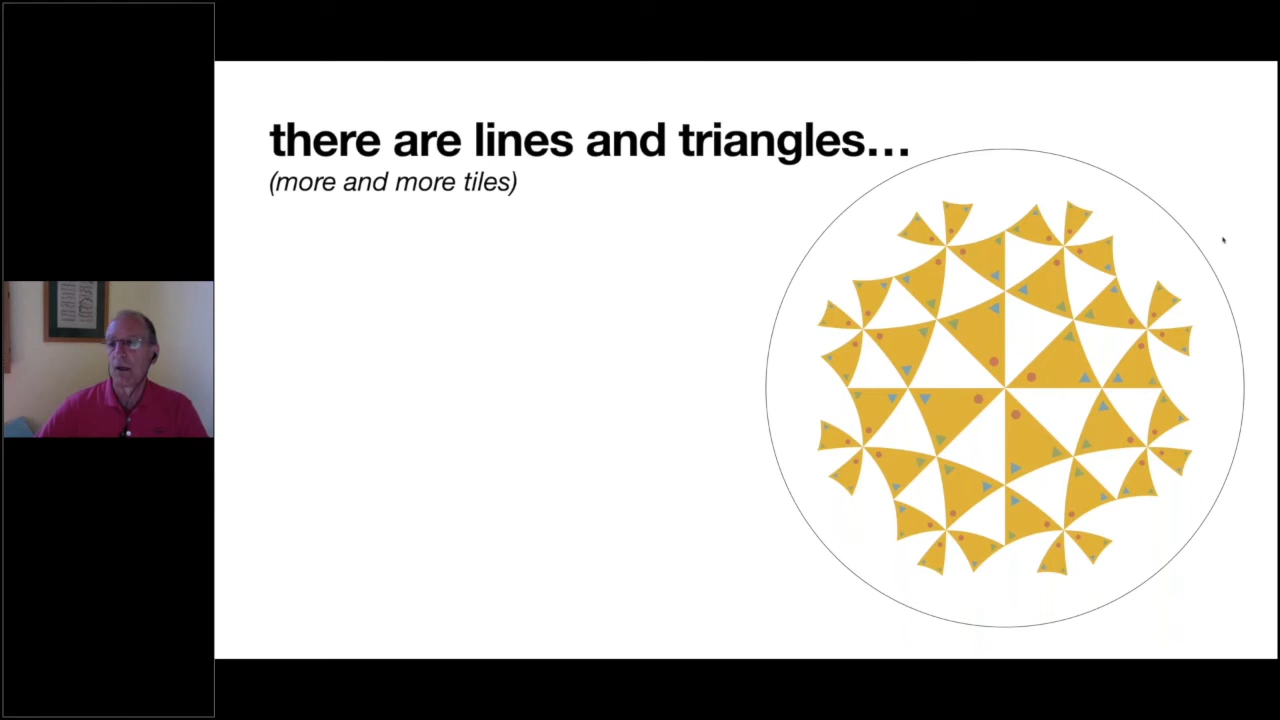 there are lines and triangles…
(more and more tiles)